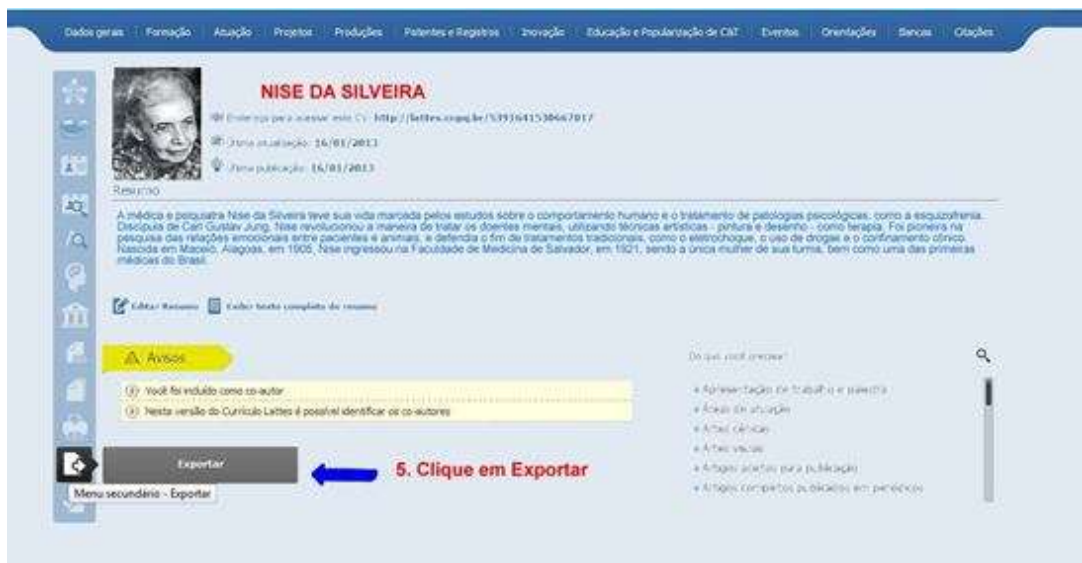 Dados gerais Formação Atuação Projetos Produções Patentes e Registros Inovação Educação e Popularização de C&T Eventos Orientações Bancas Citações
NISE DA SILVEIRA
Endereço para acessar este CV: http://lattes.cnpq.br/5391641530667017
Última atualização: 16/01/2013
Última publicação: 16/01/2013
Resumo
A médica e psiquiatra Nise da Silveira teve sua vida marcada pelos estudos sobre o comportamento humano e o tratamento de patologias psicológicas, como a esquizofrenia.
Discípula de Carl Gustav Jung, Nise revolucionou a maneira de tratar os doentes mentais, utilizando técnicas artísticas - pintura e desenho - como terapia. Foi pioneira na
pesquisa das relações emocionais entre pacientes e animais, e defendia o fim de tratamentos tradicionais, como o eletrochoque, o uso de drogas e o confinamento clínico.
Nascida em Maceió, Alagoas, em 1905, Nise ingressou na Faculdade de Medicina de Salvador, em 1921, sendo a única mulher de sua turma, bem como uma das primeiras
médicas do Brasil.
Editar Resumo Exibir texto completo do resumo
Avisos
Você foi incluído como co-autor
Nesta versão do Currículo Lattes é possível identificar os co-autores
Do que você precisa?
Apresentação de trabalho e palestra
Áreas de atuação
Artes cênicas
Artes visuais
Artigos aceitos para publicação
Artigos completos publicados em periódicos
Exportar
5. Clique em Exportar
Menu secundário - Exportar